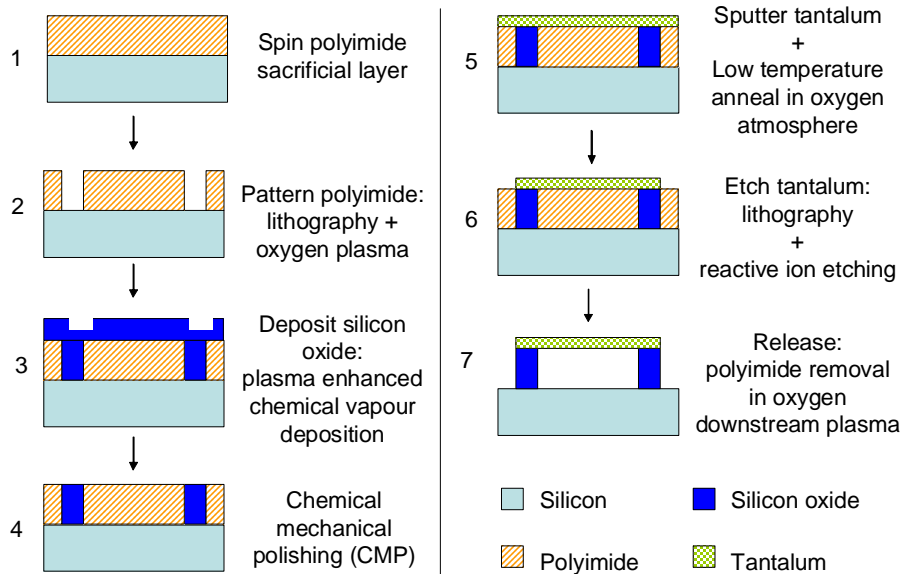 1
Spin polyimide
sacrificial layer
2
Pattern polyimide:
lithography +
oxygen plasma
3
Deposit silicon
oxide:
plasma enhanced
chemical vapour
deposition
4
Chemical
mechanical
polishing (CMP)
5
Sputter tantalum
+
Low temperature
anneal in oxygen
atmosphere
6
Etch tantalum:
lithography
+
reactive ion etching
7
Release:
polyimide removal
in oxygen
downstream plasma
Silicon
Silicon oxide
Polyimide
Tantalum